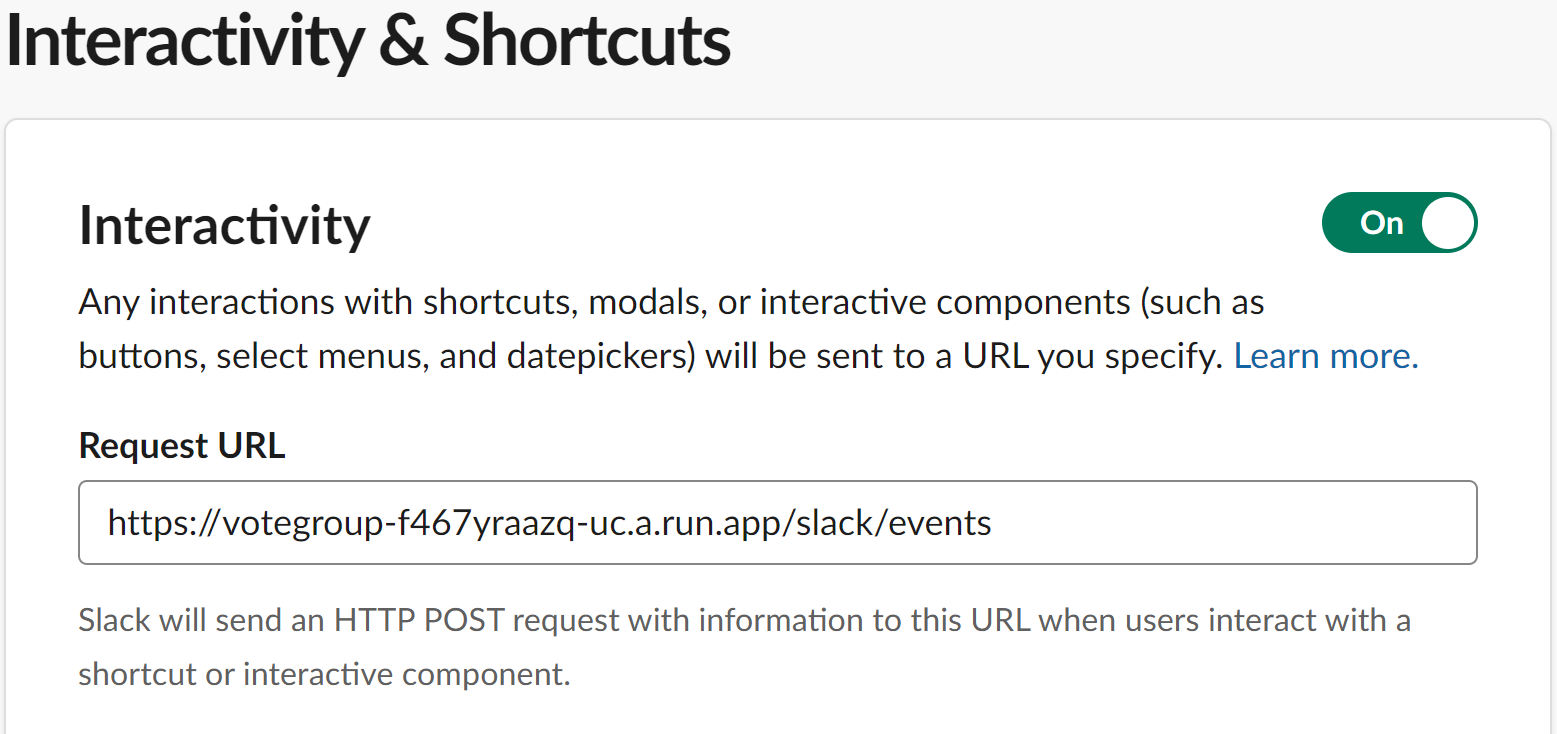 Interactivity & Shortcuts
Interactivity
On
Any interactions with shortcuts, modals, or interactive components (such as
buttons, select menus, and datepickers) will be sent to a URL you specify. Learn more.
Request URL
https://votegroup-f467yraazq-uc.a.run.app/slack/events
Slack will send an HTTP POST request with information to this URL when users interact with a
shortcut or interactive component.